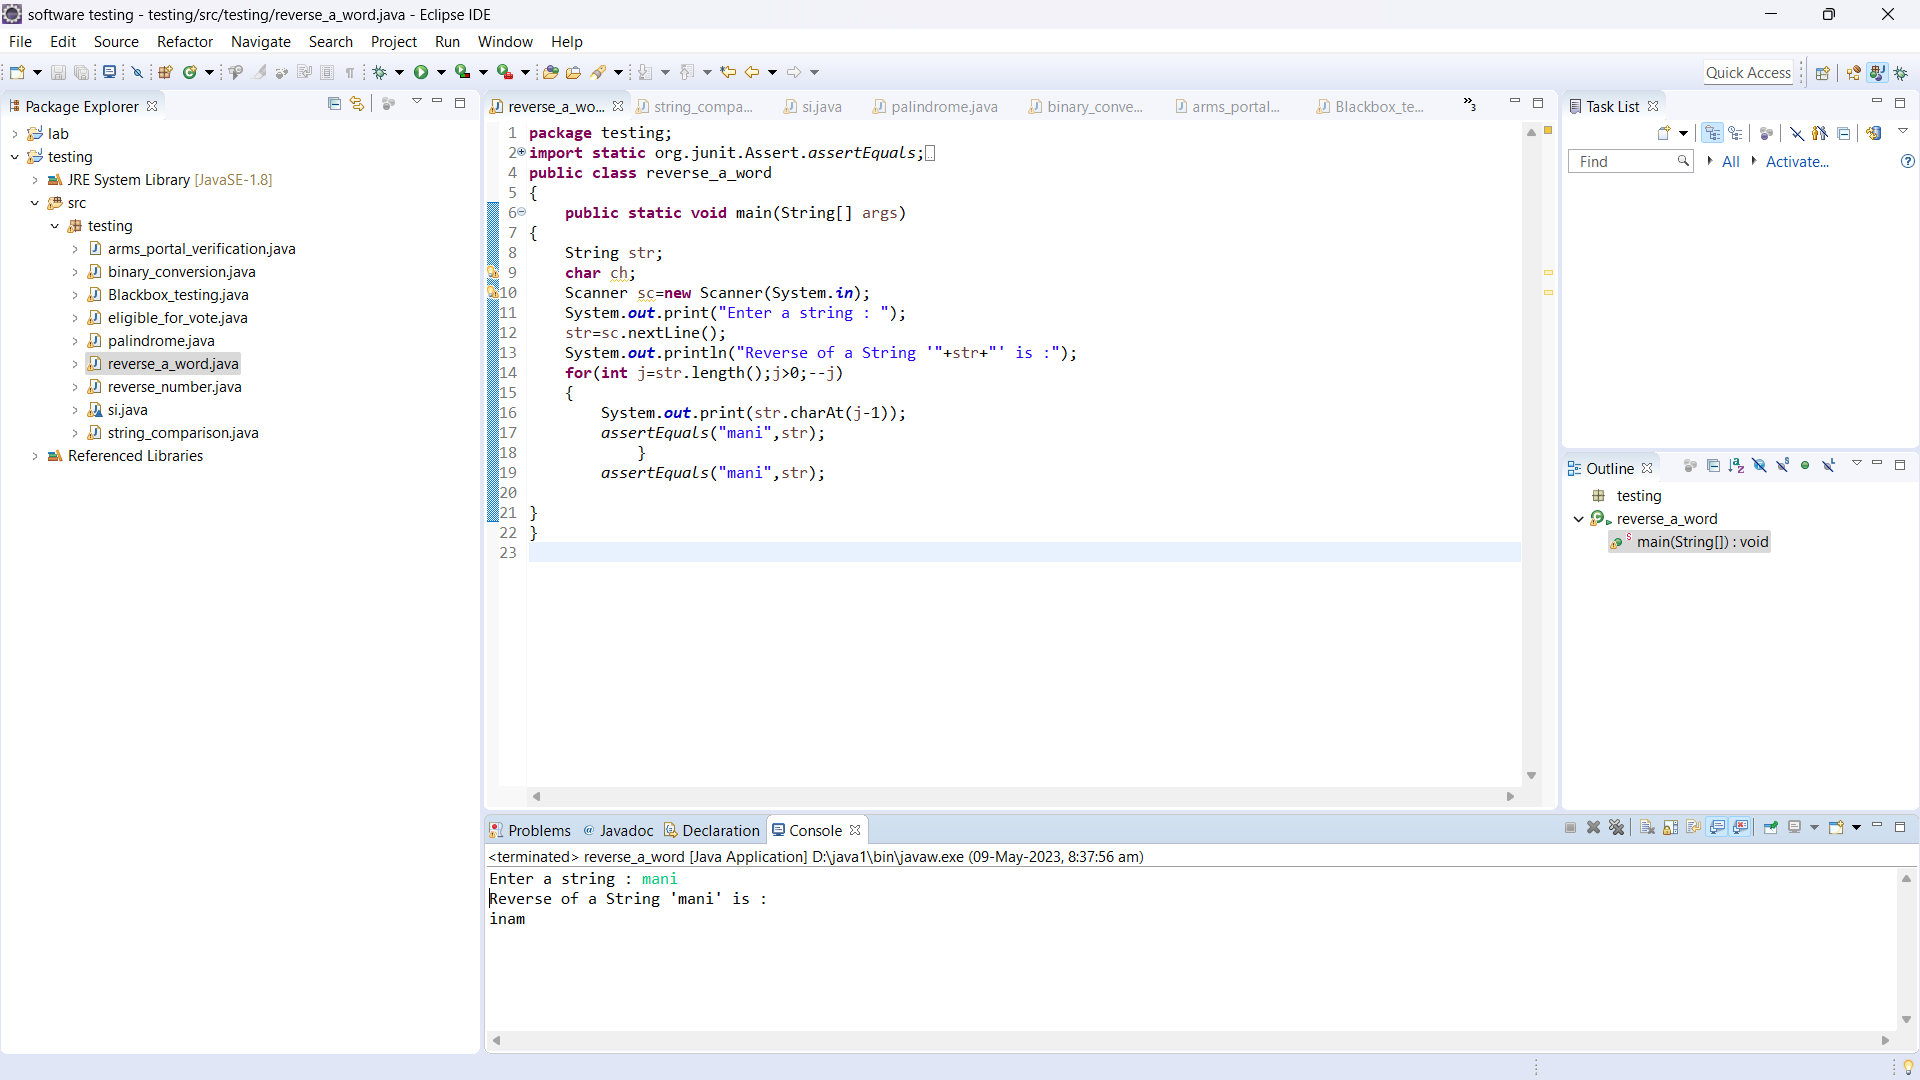 software testing - testing/src/testing/reverse_a_word.java - Eclipse IDE
File Edit Source Refactor Navigate Search Project Run Window Help
Quick Access
Package Explorer
lab
testing
JRE System Library [JavaSE-1.8]
src
testing
arms_portal_verification.java
binary_conversion.java
Blackbox_testing.java
eligible_for_vote.java
palindrome.java
reverse_a_word.java
reverse_number.java
si.java
string_comparison.java
Referenced Libraries
reverse_a_wo... string_compa... si.java palindrome.java binary_conve... arms_portal... Blackbox_te... »3
1 package testing;
2 import static org.junit.Assert.assertEquals;
4 public class reverse_a_word
5 {
6 public static void main(String[] args)
7 {
8 String str;
9 char ch;
10 Scanner sc=new Scanner(System.in);
11 System.out.print("Enter a string : ");
12 str=sc.nextLine();
13 System.out.println("Reverse of a String '"+str+"' is :");
14 for(int j=str.length();j>0;--j)
15 {
16 System.out.print(str.charAt(j-1));
17 assertEquals("mani",str);
18 }
19 assertEquals("mani",str);
20
21 }
22 }
23
Task List
Find All Activate...
Outline
testing
reverse_a_word
main(String[]) : void
Problems @ Javadoc Declaration Console
<terminated> reverse_a_word [Java Application] D:\java1\bin\javaw.exe (09-May-2023, 8:37:56 am)
Enter a string : mani
Reverse of a String 'mani' is :
inam